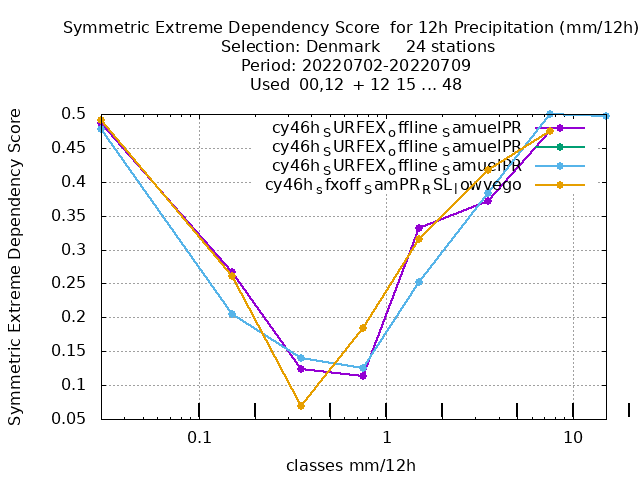 Symmetric Extreme Dependency Score  for 12h Precipitation (mm/12h)
Selection: Denmark     24 stations
Period: 20220702-20220709
Used  00,12  + 12 15 ... 48
Symmetric Extreme Dependency Score
0.5
0.45
0.4
0.35
0.3
0.25
0.2
0.15
0.1
0.05
cy46h_SURFEX_offline_SamuelPR
cy46h_SURFEX_offline_SamuelPR
cy46h_SURFEX_offline_SamuelPR
cy46h_sfxoff_SamPR_RSL_lowvego
0.1
1
10
classes mm/12h